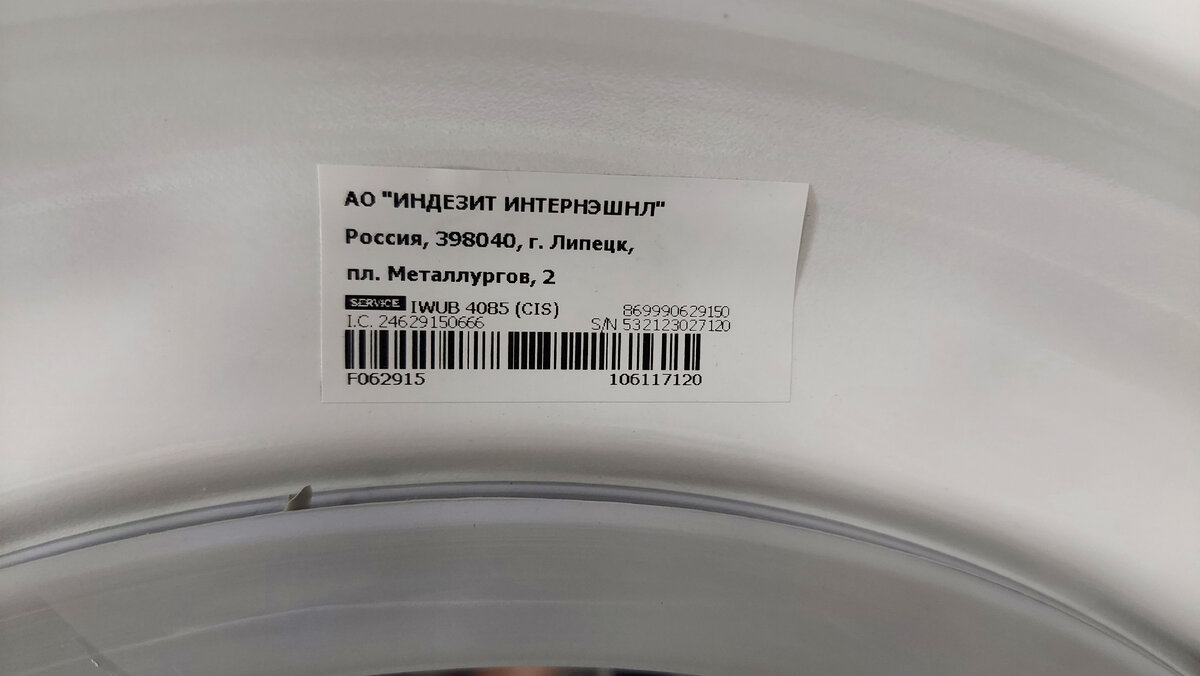 АО "ИНДЕЗИТ ИНТЕРНЭШНЛ"
Россия, 398040, г. Липецк,
пл. Металлургов, 2
SERVICE IWUB 4085 (CIS) 869990629150
I.C. 24629150666 S/N 532123027120
F062915 106117120